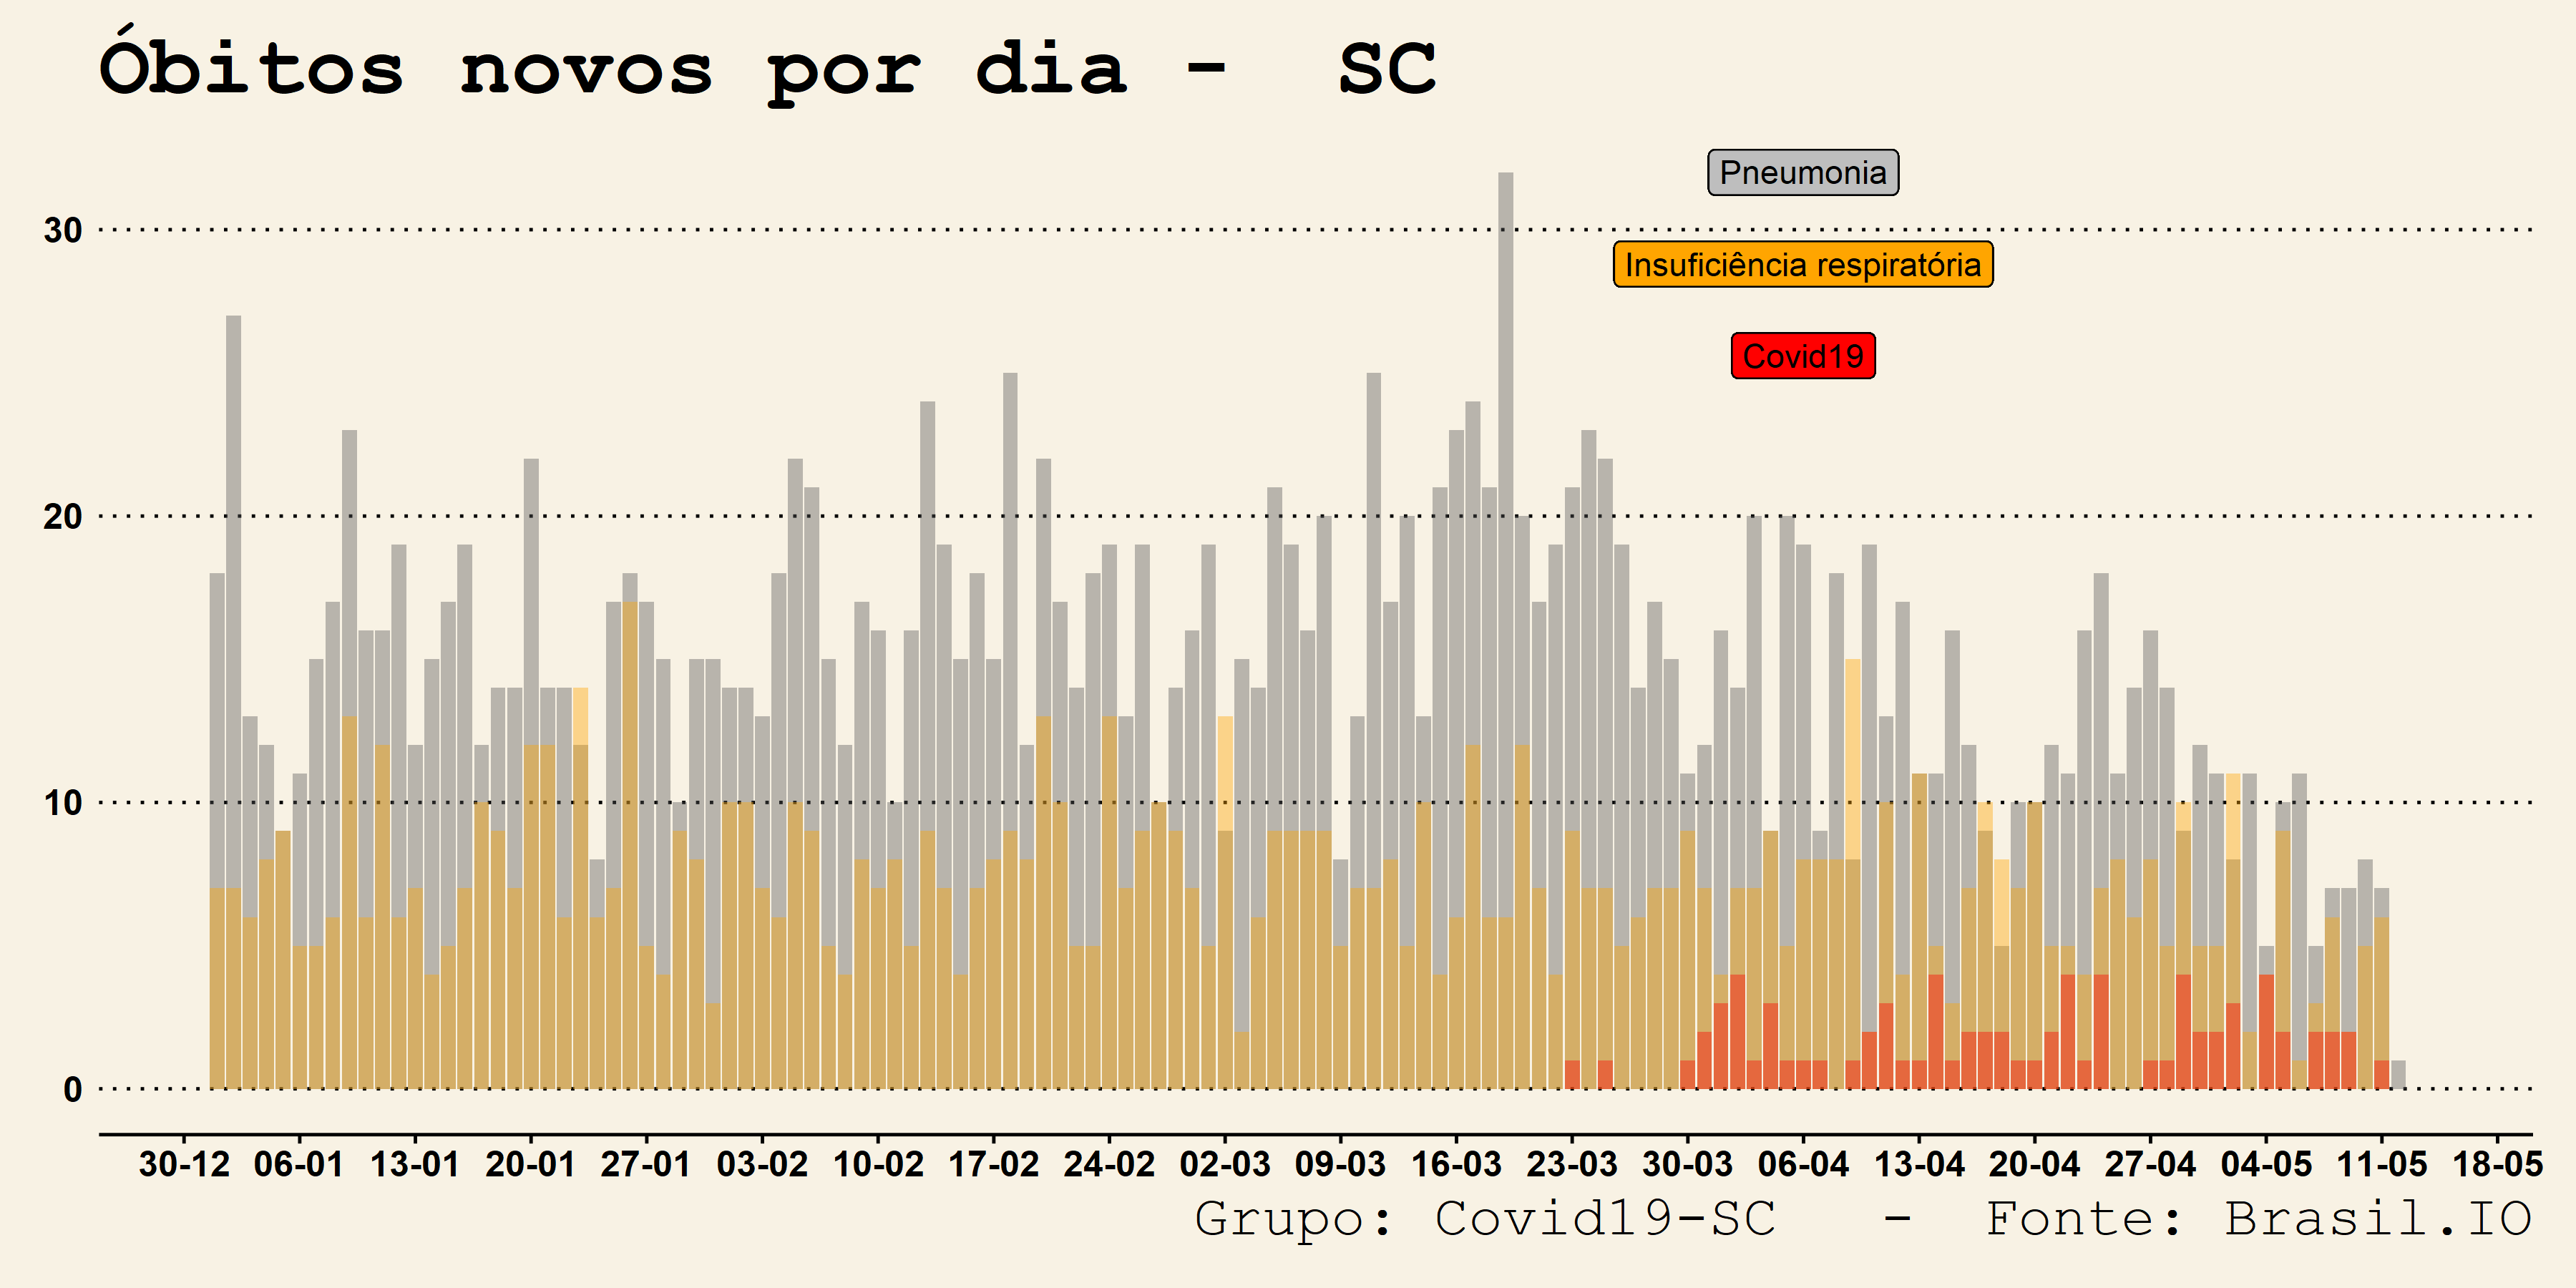 Óbitos novos por dia -  SC
Pneumonia
30
Insuficiência respiratória
Covid19
20
10
0
30-12 06-01 13-01 20-01 27-01 03-02 10-02 17-02 24-02 02-03 09-03 16-03 23-03 30-03 06-04 13-04 20-04 27-04 04-05 11-05 18-05
Grupo: Covid19-SC  -  Fonte: Brasil.IO